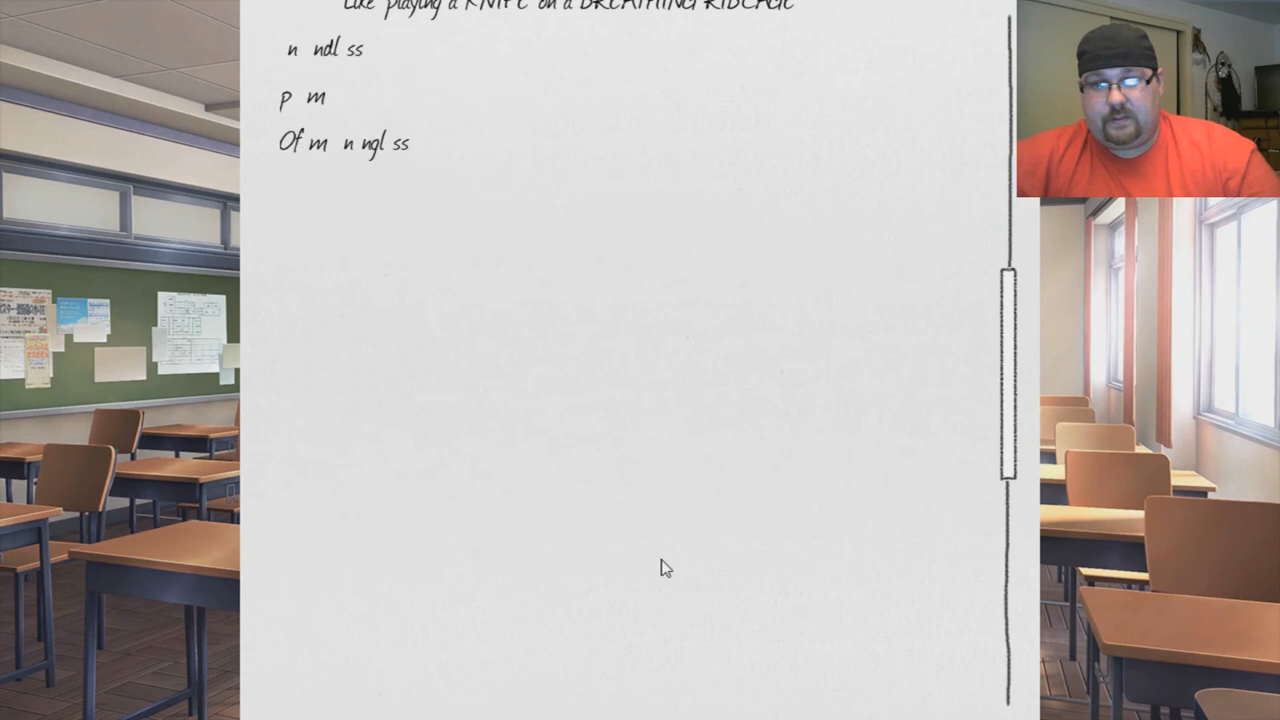 Like playing a KNIFE on a BREATHING RIBCAGE
n ndl ss
p m
Of m n ngl ss